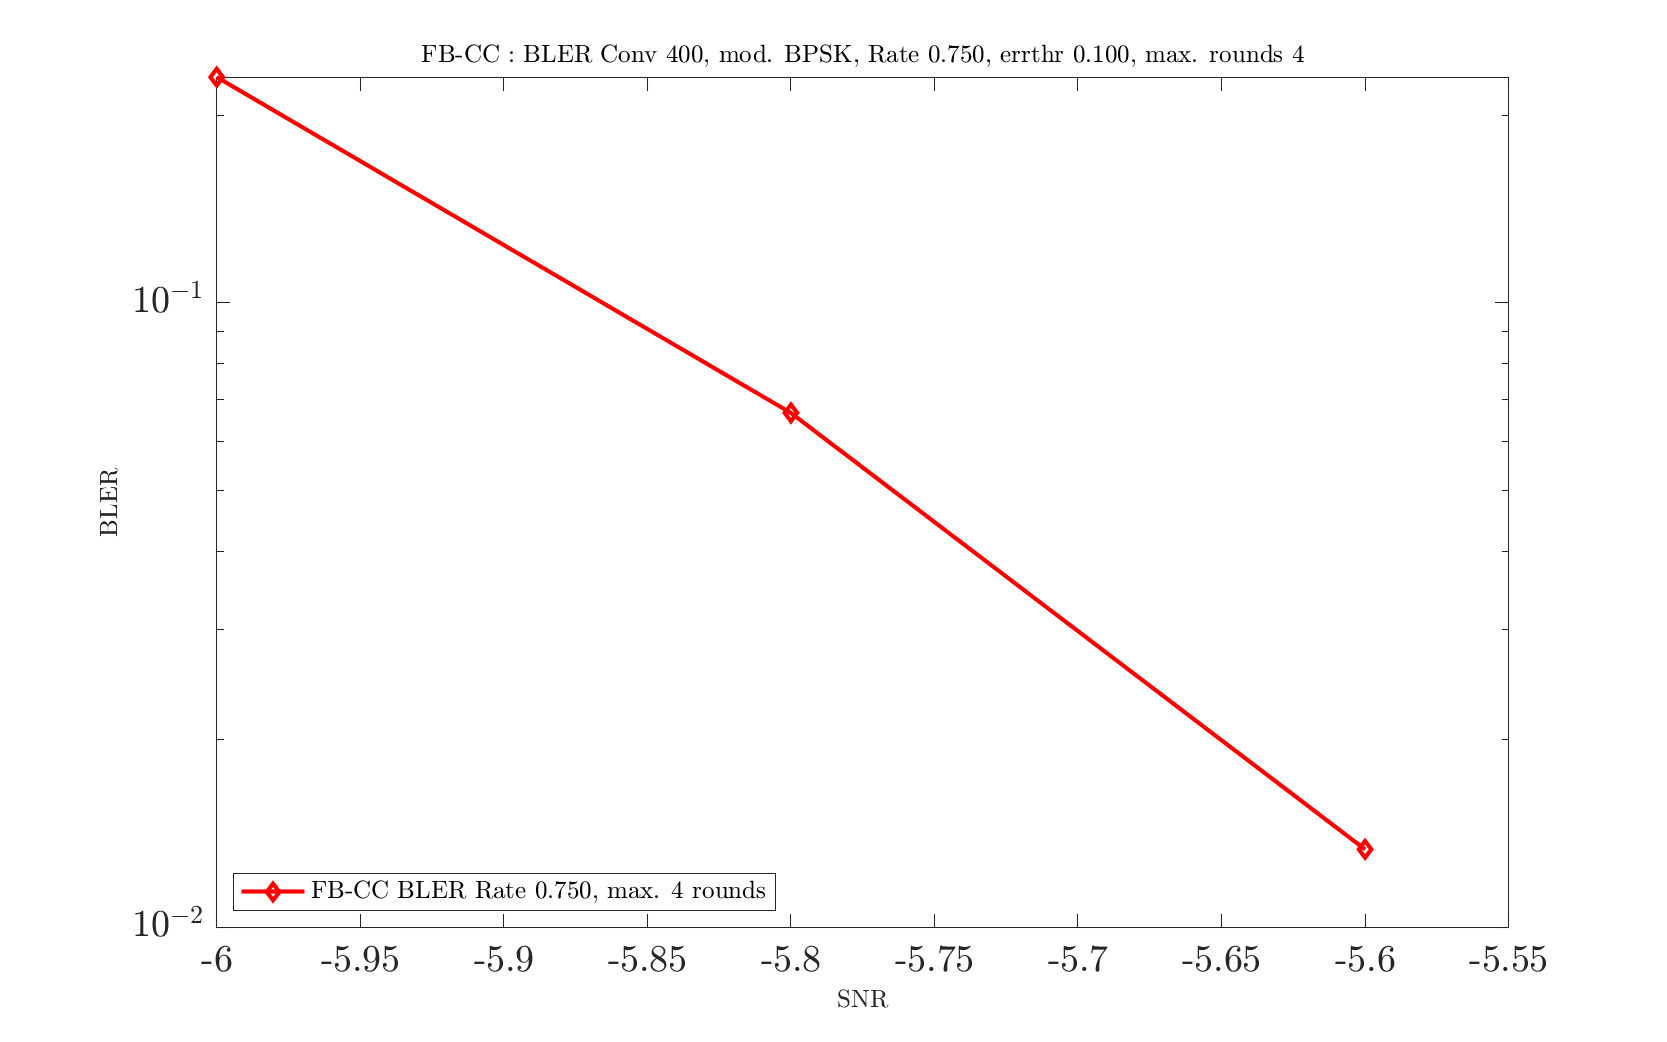 FB-CC : BLER Conv 400, mod. BPSK, Rate 0.750, errthr 0.100, max. rounds 4
10⁻¹
BLER
FB-CC BLER Rate 0.750, max. 4 rounds
10⁻²
-6 -5.95 -5.9 -5.85 -5.8 -5.75 -5.7 -5.65 -5.6 -5.55
SNR